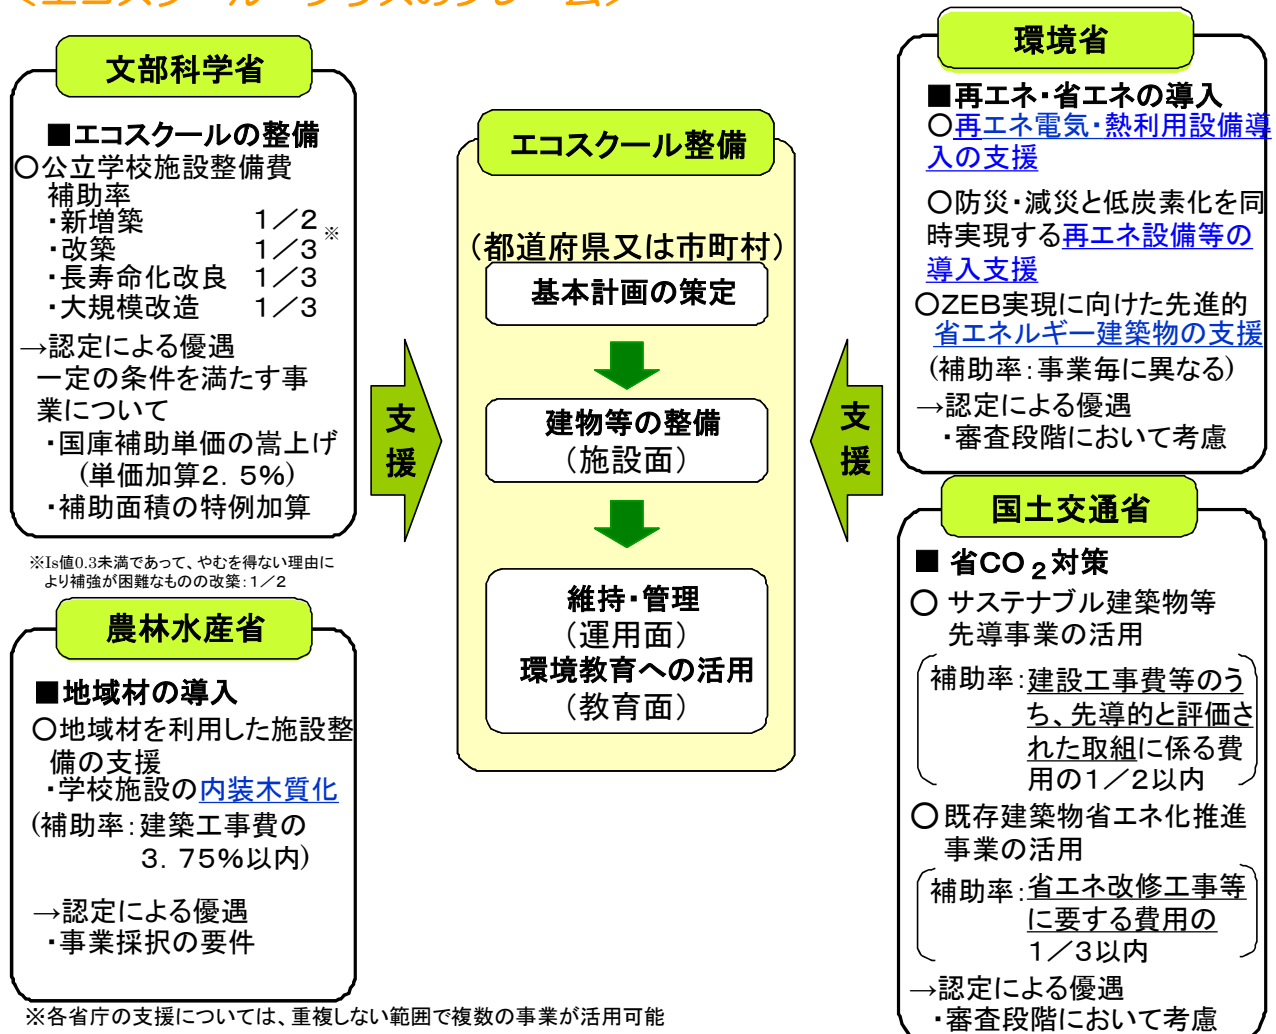 ＜エコスクール・プラスのフレーム＞
文部科学省
■エコスクールの整備
○公立学校施設整備費
補助率
・新増築 １／２
・改築 １／３ ※
・長寿命化改良 １／３
・大規模改造 １／３
→認定による優遇
一定の条件を満たす事
業について
・国庫補助単価の嵩上げ
(単価加算２．５％)
・補助面積の特例加算
※Is値0.3未満であって、やむを得ない理由に
より補強が困難なものの改築：１／２
農林水産省
■地域材の導入
○地域材を利用した施設整
備の支援
・学校施設の内装木質化
(補助率：建築工事費の
３．７５％以内)
→認定による優遇
・事業採択の要件
※各省庁の支援については、重複しない範囲で複数の事業が活用可能
支
援
エコスクール整備
（都道府県又は市町村）
基本計画の策定
建物等の整備
（施設面）
維持・管理
（運用面）
環境教育への活用
（教育面）
支
援
環境省
■再エネ・省エネの導入
○再エネ電気・熱利用設備導
入の支援
○防災・減災と低炭素化を同
時実現する再エネ設備等の
導入支援
○ZEB実現に向けた先進的
省エネルギー建築物の支援
(補助率：事業毎に異なる)
→認定による優遇
・審査段階において考慮
国土交通省
■ 省ＣＯ２対策
○ サステナブル建築物等
先導事業の活用
補助率：建設工事費等のう
ち、先導的と評価さ
れた取組に係る費
用の１／２以内
○既存建築物省エネ化推進
事業の活用
補助率：省エネ改修工事等
に要する費用の
１／３以内
→認定による優遇
・審査段階において考慮